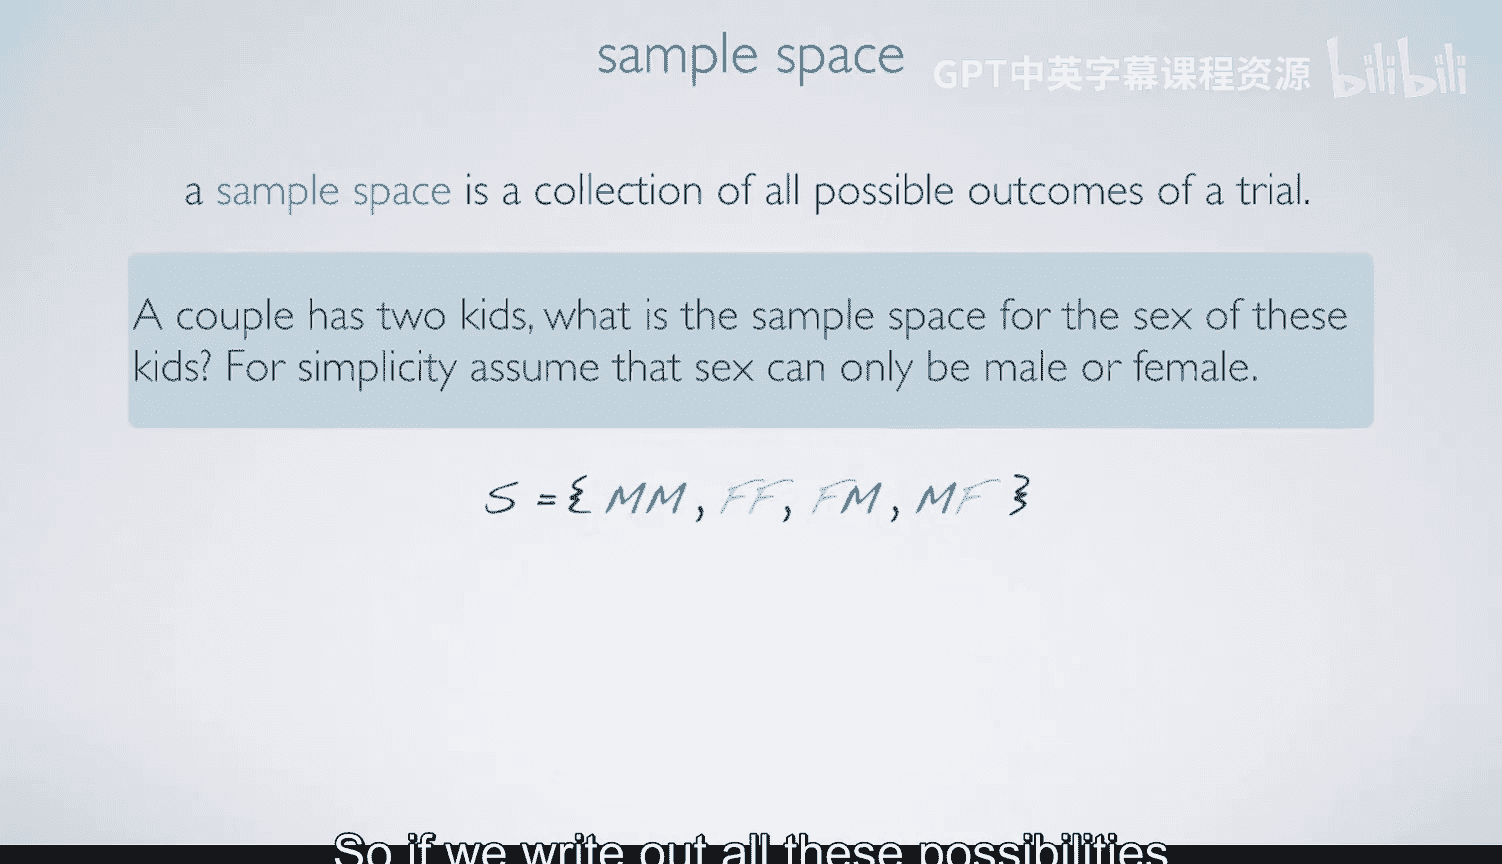 sample space
GPT中英字幕课程资源 bilibili
a sample space is a collection of all possible outcomes of a trial.
A couple has two kids, what is the sample space for the sex of these
kids? For simplicity assume that sex can only be male or female.
S = { MM, FF, FM, MF }
So if we write out all these possibilities